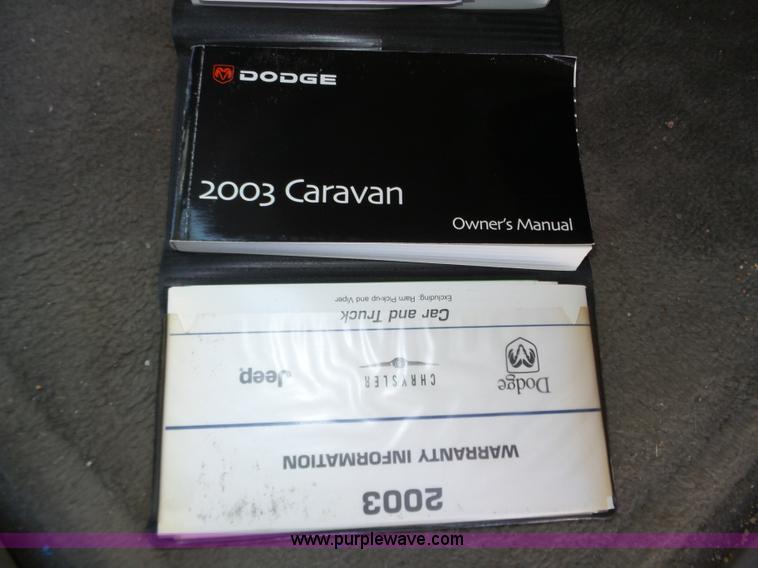 DODGE
2003 Caravan
Owner's Manual
2003
WARRANTY INFORMATION
Dodge CHRYSLER Jeep
Car and Truck
Excluding: Ram Pick-up and Viper
www.purplewave.com